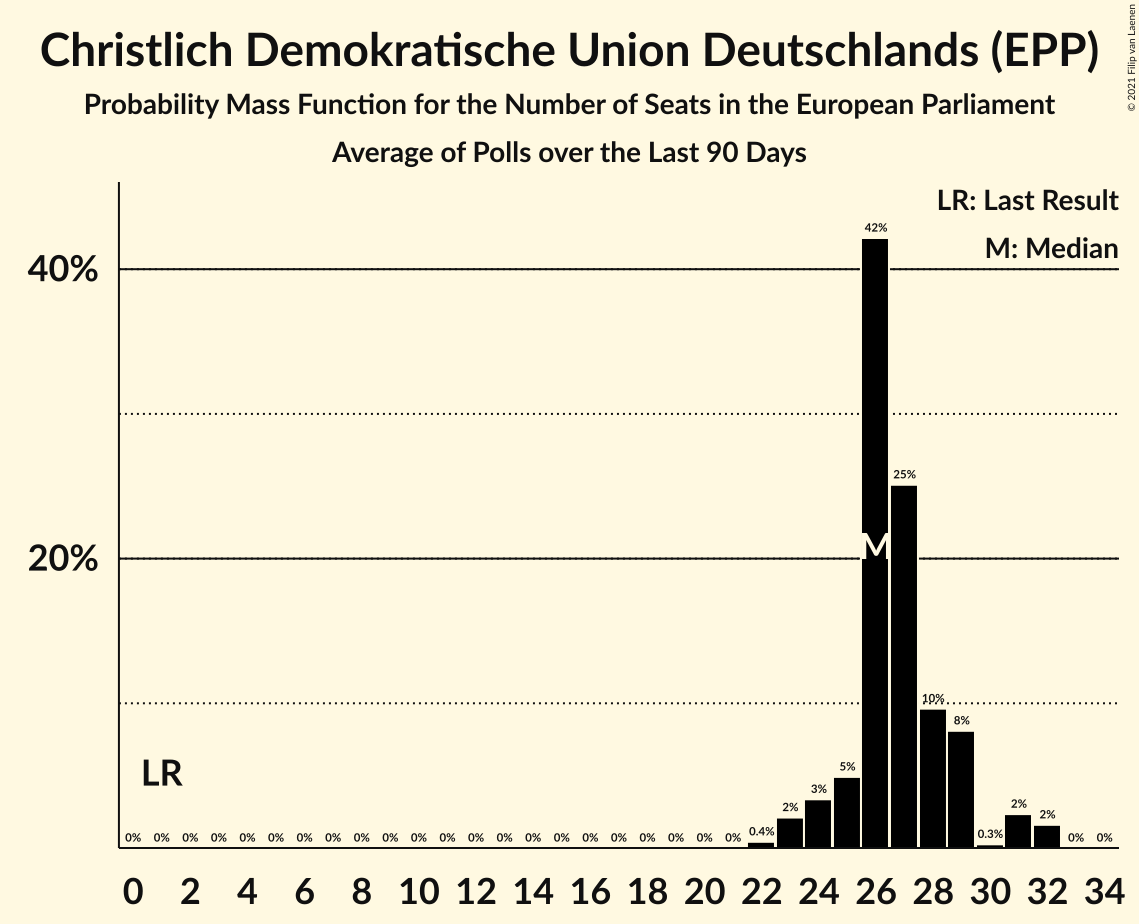 Christlich Demokratische Union Deutschlands (EPP)
Probability Mass Function for the Number of Seats in the European Parliament
Average of Polls over the Last 90 Days
© 2021 Filip van Laenen
LR: Last Result
M: Median
42%
40%
25%
M
20%
10%
LR
8%
5%
3%
2%
2%
2%
0% 0% 0% 0% 0% 0% 0% 0% 0% 0% 0% 0% 0% 0% 0% 0% 0% 0% 0% 0% 0% 0% 0.4% 0.3% 0% 0%
0 2 4 6 8 10 12 14 16 18 20 22 24 26 28 30 32 34